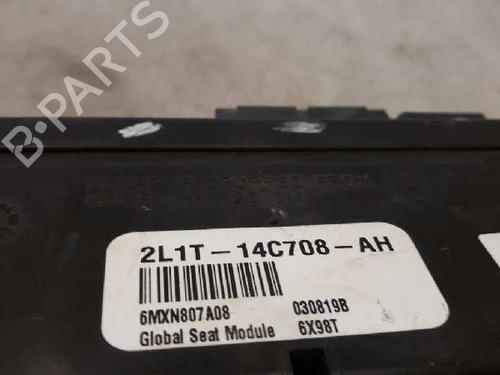 B-PARTS
2L1T-14C708-AH
6MXN807A08 030819B
Global Seat Module 6X98T